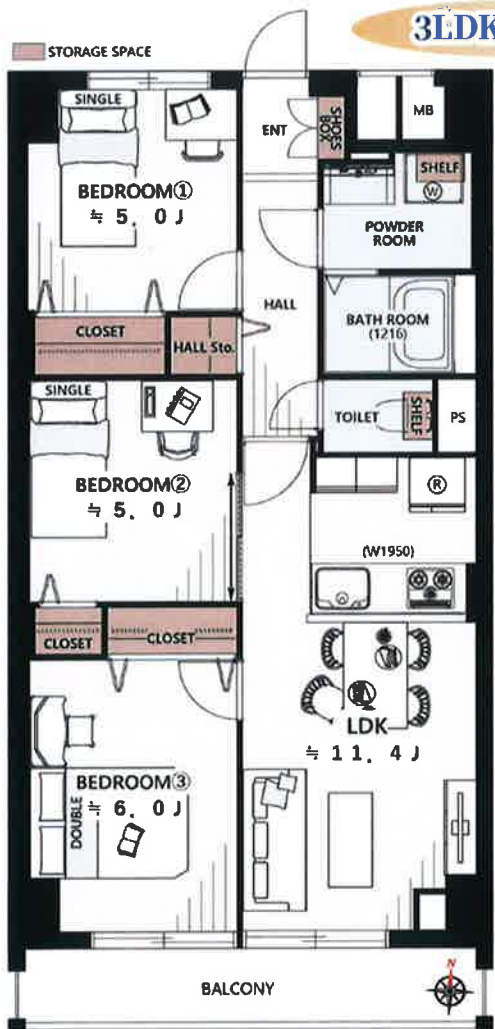 3LDK
STORAGE SPACE
SINGLE
BEDROOM①
≒ 5. 0 J
ENT
SHOES
BOX
MB
SHELF
W
POWDER
ROOM
HALL
BATH ROOM
(1216)
CLOSET
HALL Sto.
SINGLE
TOILET
SHELF
PS
BEDROOM②
≒ 5. 0 J
R
(W1950)
CLOSET
CLOSET
LDK
≒ 11. 4 J
BEDROOM③
≒ 6. 0 J
DOUBLE
BALCONY
N